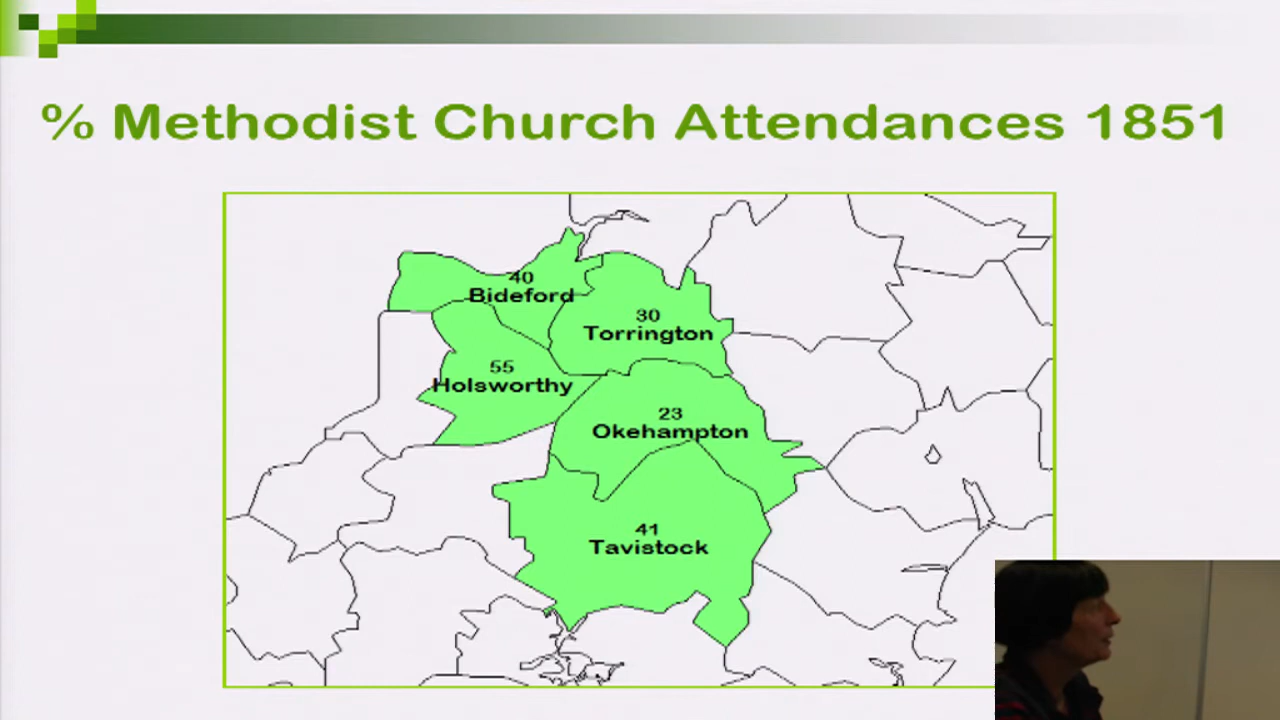 % Methodist Church Attendances 1851
40
Bideford
30
Torrington
55
Holsworthy
23
Okehampton
41
Tavistock